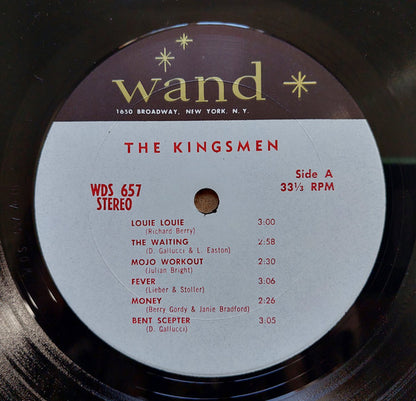 wand
1650 BROADWAY, NEW YORK, N. Y.
THE KINGSMEN
WDS 657
STEREO
Side A
33⅓ RPM
LOUIE LOUIE 3:00
(Richard Berry)
THE WAITING 2:58
(D. Gallucci & L. Easton)
MOJO WORKOUT 2:30
(Julian Bright)
FEVER 3:06
(Lieber & Stoller)
MONEY 2:26
(Berry Gordy & Janie Bradford)
BENT SCEPTER 3:05
(D. Gallucci)